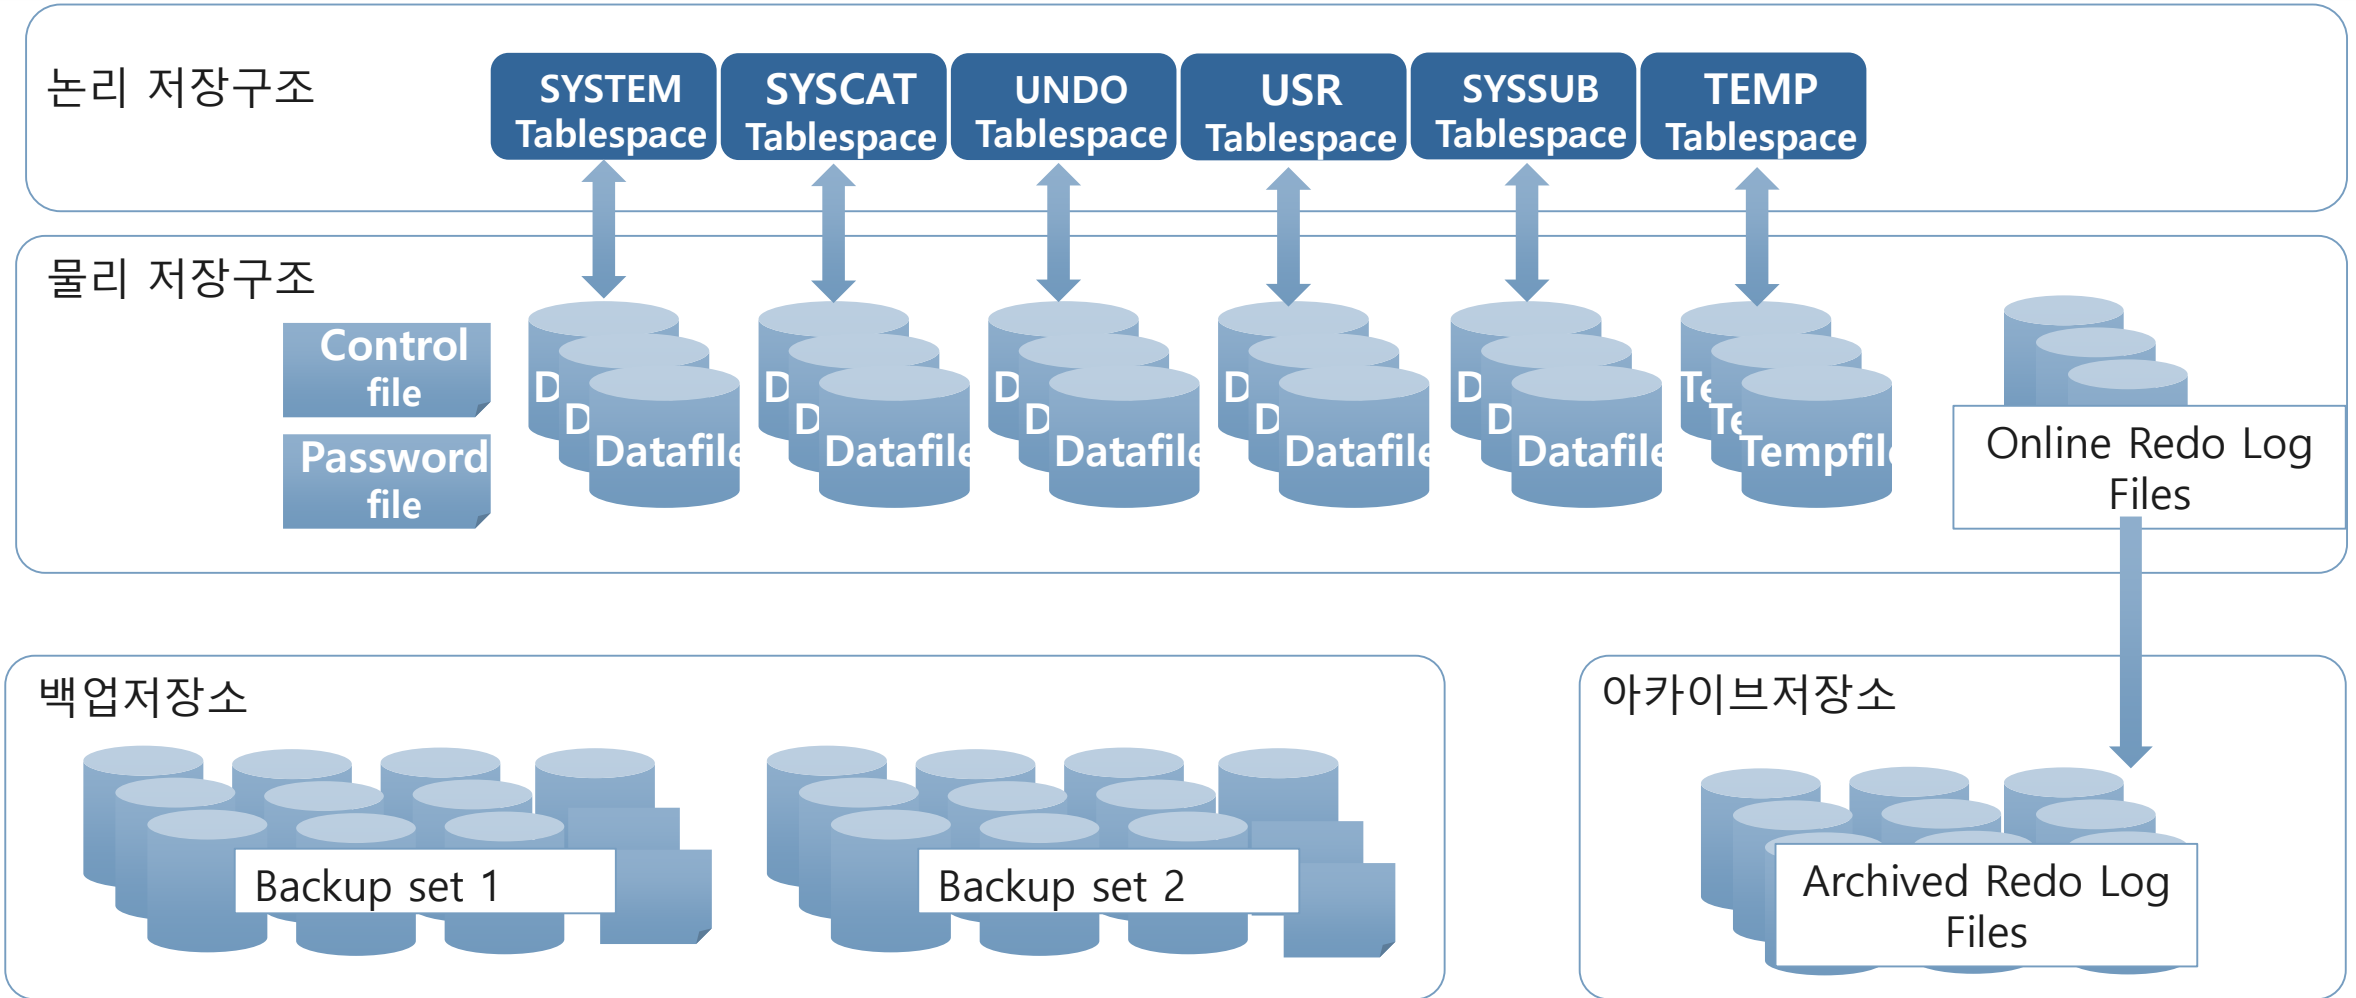 논리 저장구조
SYSTEM
Tablespace
SYSCAT
Tablespace
UNDO
Tablespace
USR
Tablespace
SYSSUB
Tablespace
TEMP
Tablespace
물리 저장구조
Control
file
Password
file
D
D
Datafile
D
D
Datafile
D
D
Datafile
D
D
Datafile
D
D
Datafile
Te
Te
Tempfile
Online Redo Log
Files
백업저장소
Backup set 1
Backup set 2
아카이브저장소
Archived Redo Log
Files